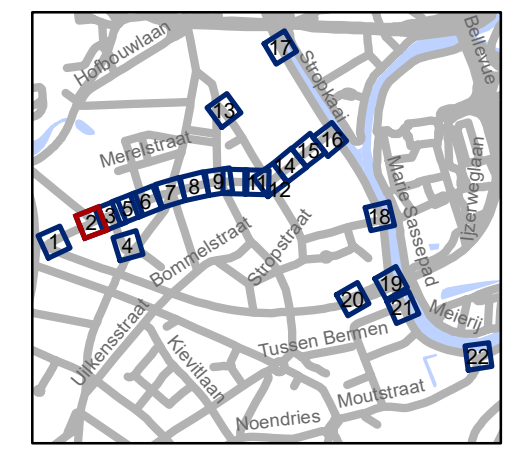 Hofbouwlaan
Bellevue
17
Stropkaai
13
Merelstraat
16
15
14
IJzerweglaan
Marie Sassepad
9
11
12
8
7
6
5
3
2
1
4
18
Bommelstraat
Stropstraat
19
20
21
Meierij
Uilkensstraat
Tussen Bermen
Kievitlaan
22
Moutstraat
Noendries